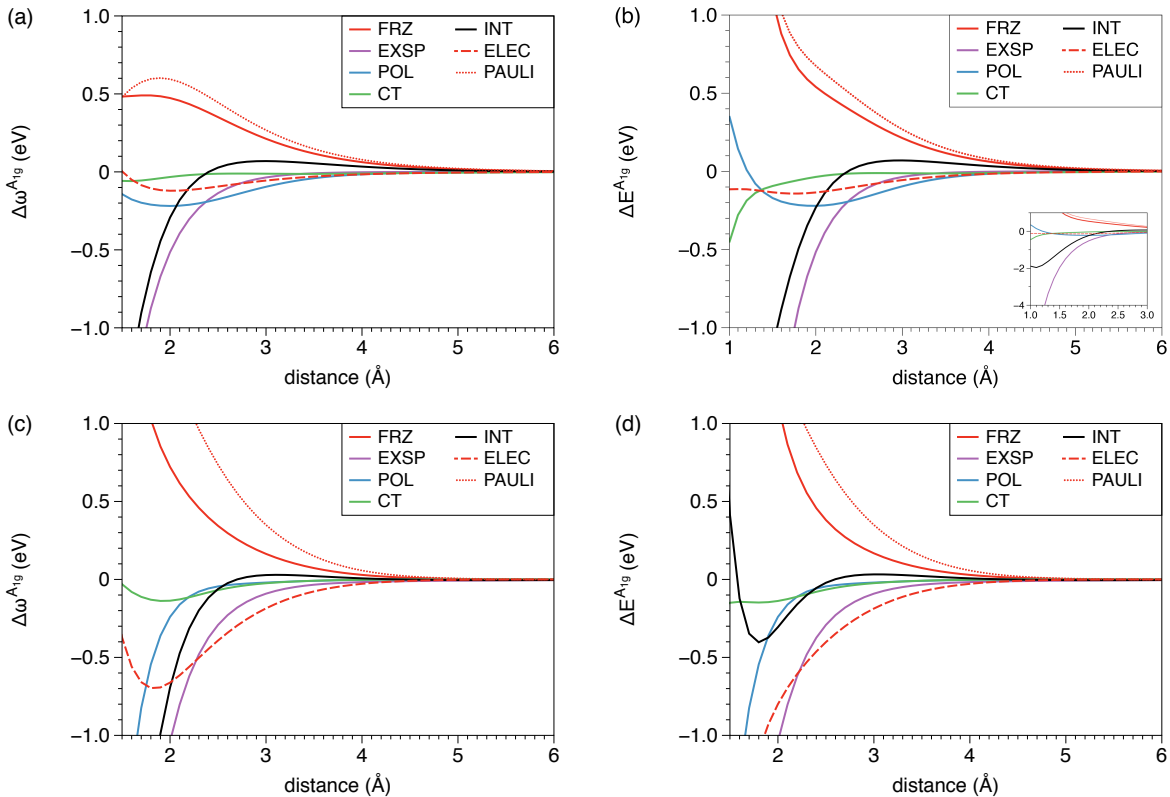 (a)
1.0
0.5
0
−0.5
−1.0
Δω^A1g (eV)
2 3 4 5 6
distance (Å)
FRZ INT
EXSP ELEC
POL PAULI
CT
(b)
1.0
0.5
0
−0.5
−1.0
ΔE^A1g (eV)
1 2 3 4 5 6
distance (Å)
FRZ INT
EXSP ELEC
POL PAULI
CT
0
−2
−4
1.0 1.5 2.0 2.5 3.0
(c)
1.0
0.5
0
−0.5
−1.0
Δω^A1g (eV)
2 3 4 5 6
distance (Å)
FRZ INT
EXSP ELEC
POL PAULI
CT
(d)
1.0
0.5
0
−0.5
−1.0
ΔE^A1g (eV)
2 3 4 5 6
distance (Å)
FRZ INT
EXSP ELEC
POL PAULI
CT